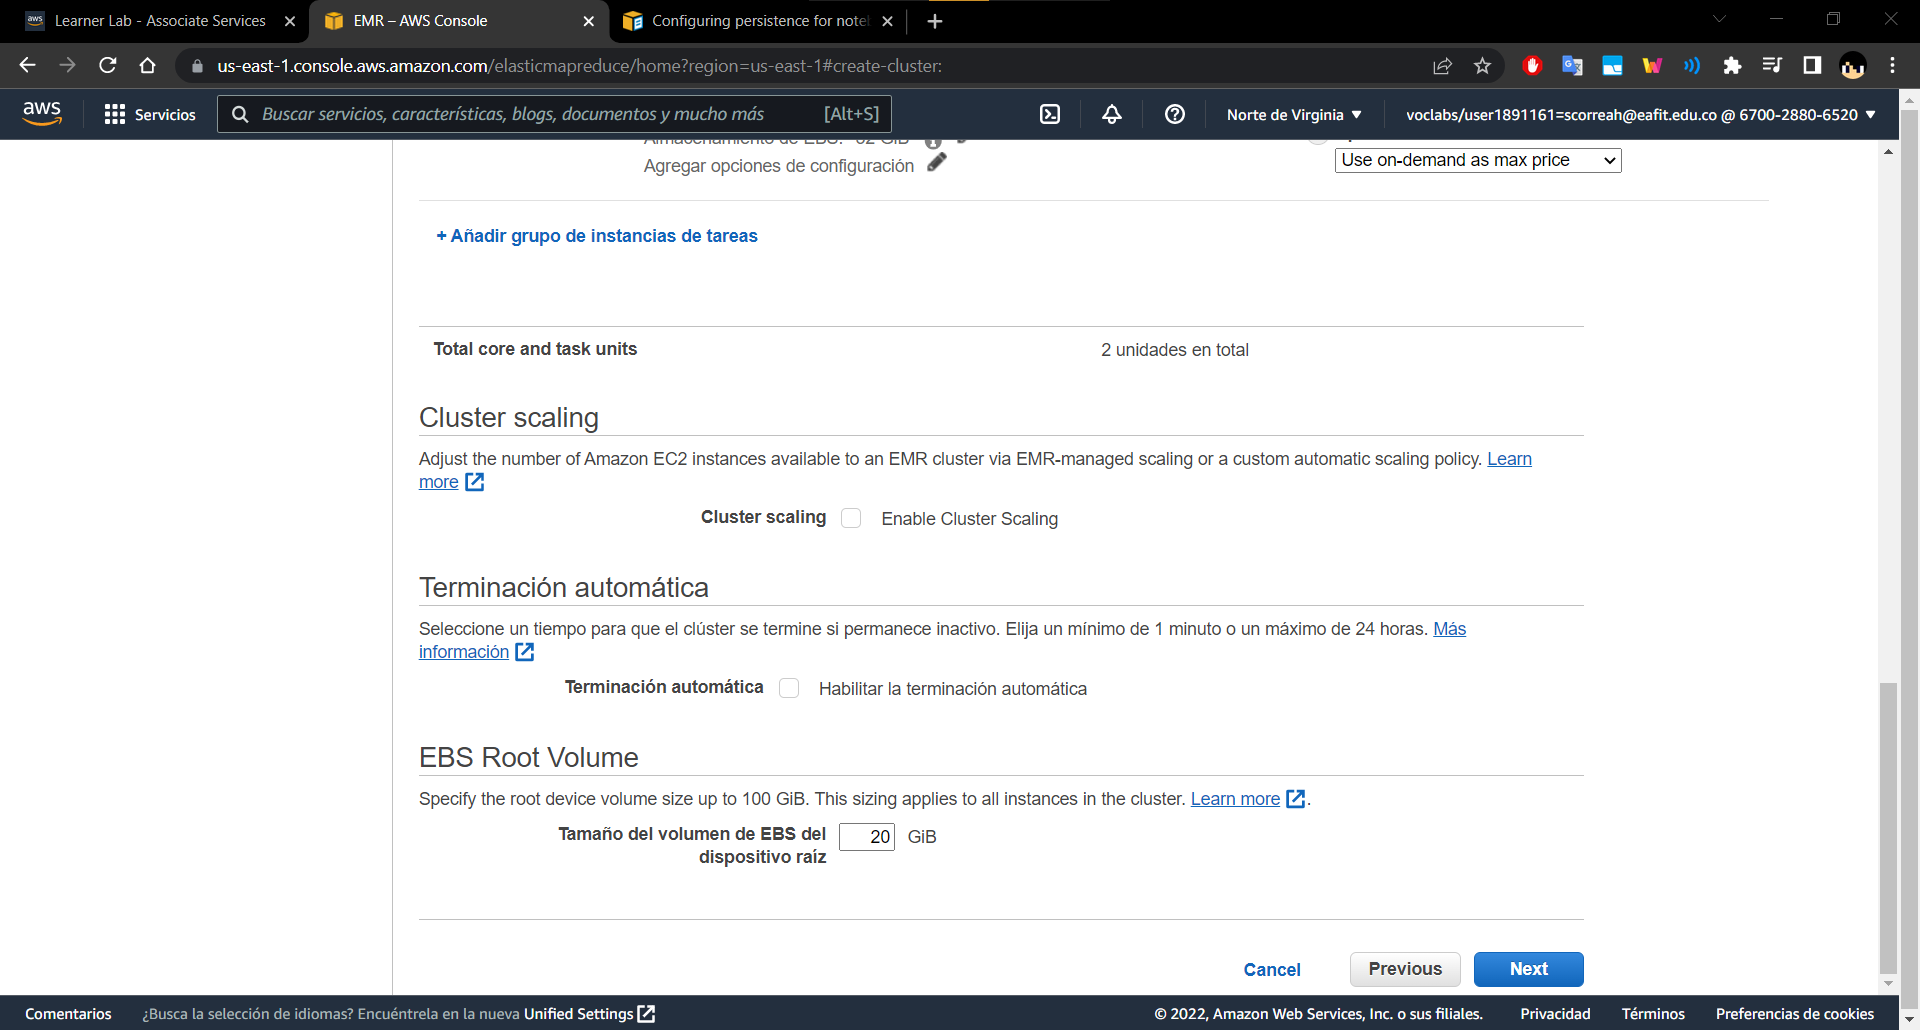 Learner Lab - Associate Services
EMR – AWS Console
Configuring persistence for note
us-east-1.console.aws.amazon.com/elasticmapreduce/home?region=us-east-1#create-cluster:
aws
Servicios
Buscar servicios, características, blogs, documentos y mucho más
[Alt+S]
Norte de Virginia
voclabs/user1891161=scorreah@eafit.edu.co @ 6700-2880-6520
Almacenamiento de EBS:
Agregar opciones de configuración
Use on-demand as max price
+ Añadir grupo de instancias de tareas
Total core and task units
2 unidades en total
Cluster scaling
Adjust the number of Amazon EC2 instances available to an EMR cluster via EMR-managed scaling or a custom automatic scaling policy. Learn
more
Cluster scaling
Enable Cluster Scaling
Terminación automática
Seleccione un tiempo para que el clúster se termine si permanece inactivo. Elija un mínimo de 1 minuto o un máximo de 24 horas. Más
información
Terminación automática
Habilitar la terminación automática
EBS Root Volume
Specify the root device volume size up to 100 GiB. This sizing applies to all instances in the cluster. Learn more.
Tamaño del volumen de EBS del
dispositivo raíz
20
GiB
Cancel
Previous
Next
Comentarios
¿Busca la selección de idiomas? Encuéntrela en la nueva Unified Settings
© 2022, Amazon Web Services, Inc. o sus filiales.
Privacidad
Términos
Preferencias de cookies